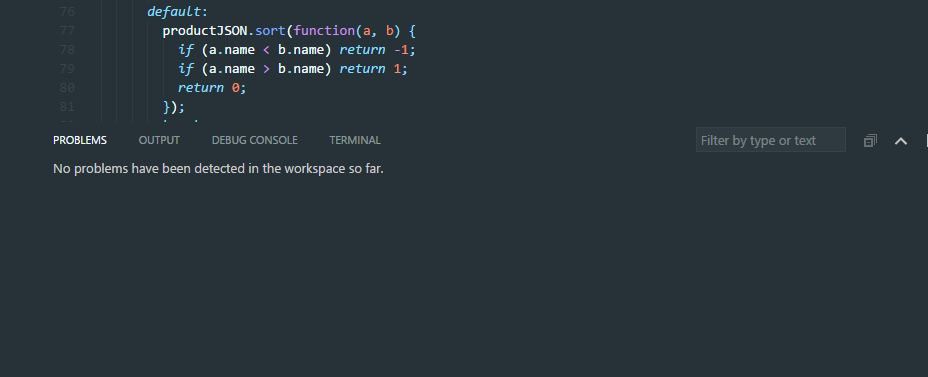 76 default:
77 productJSON.sort(function(a, b) {
78 if (a.name < b.name) return -1;
79 if (a.name > b.name) return 1;
80 return 0;
81 });
PROBLEMS OUTPUT DEBUG CONSOLE TERMINAL Filter by type or text
No problems have been detected in the workspace so far.